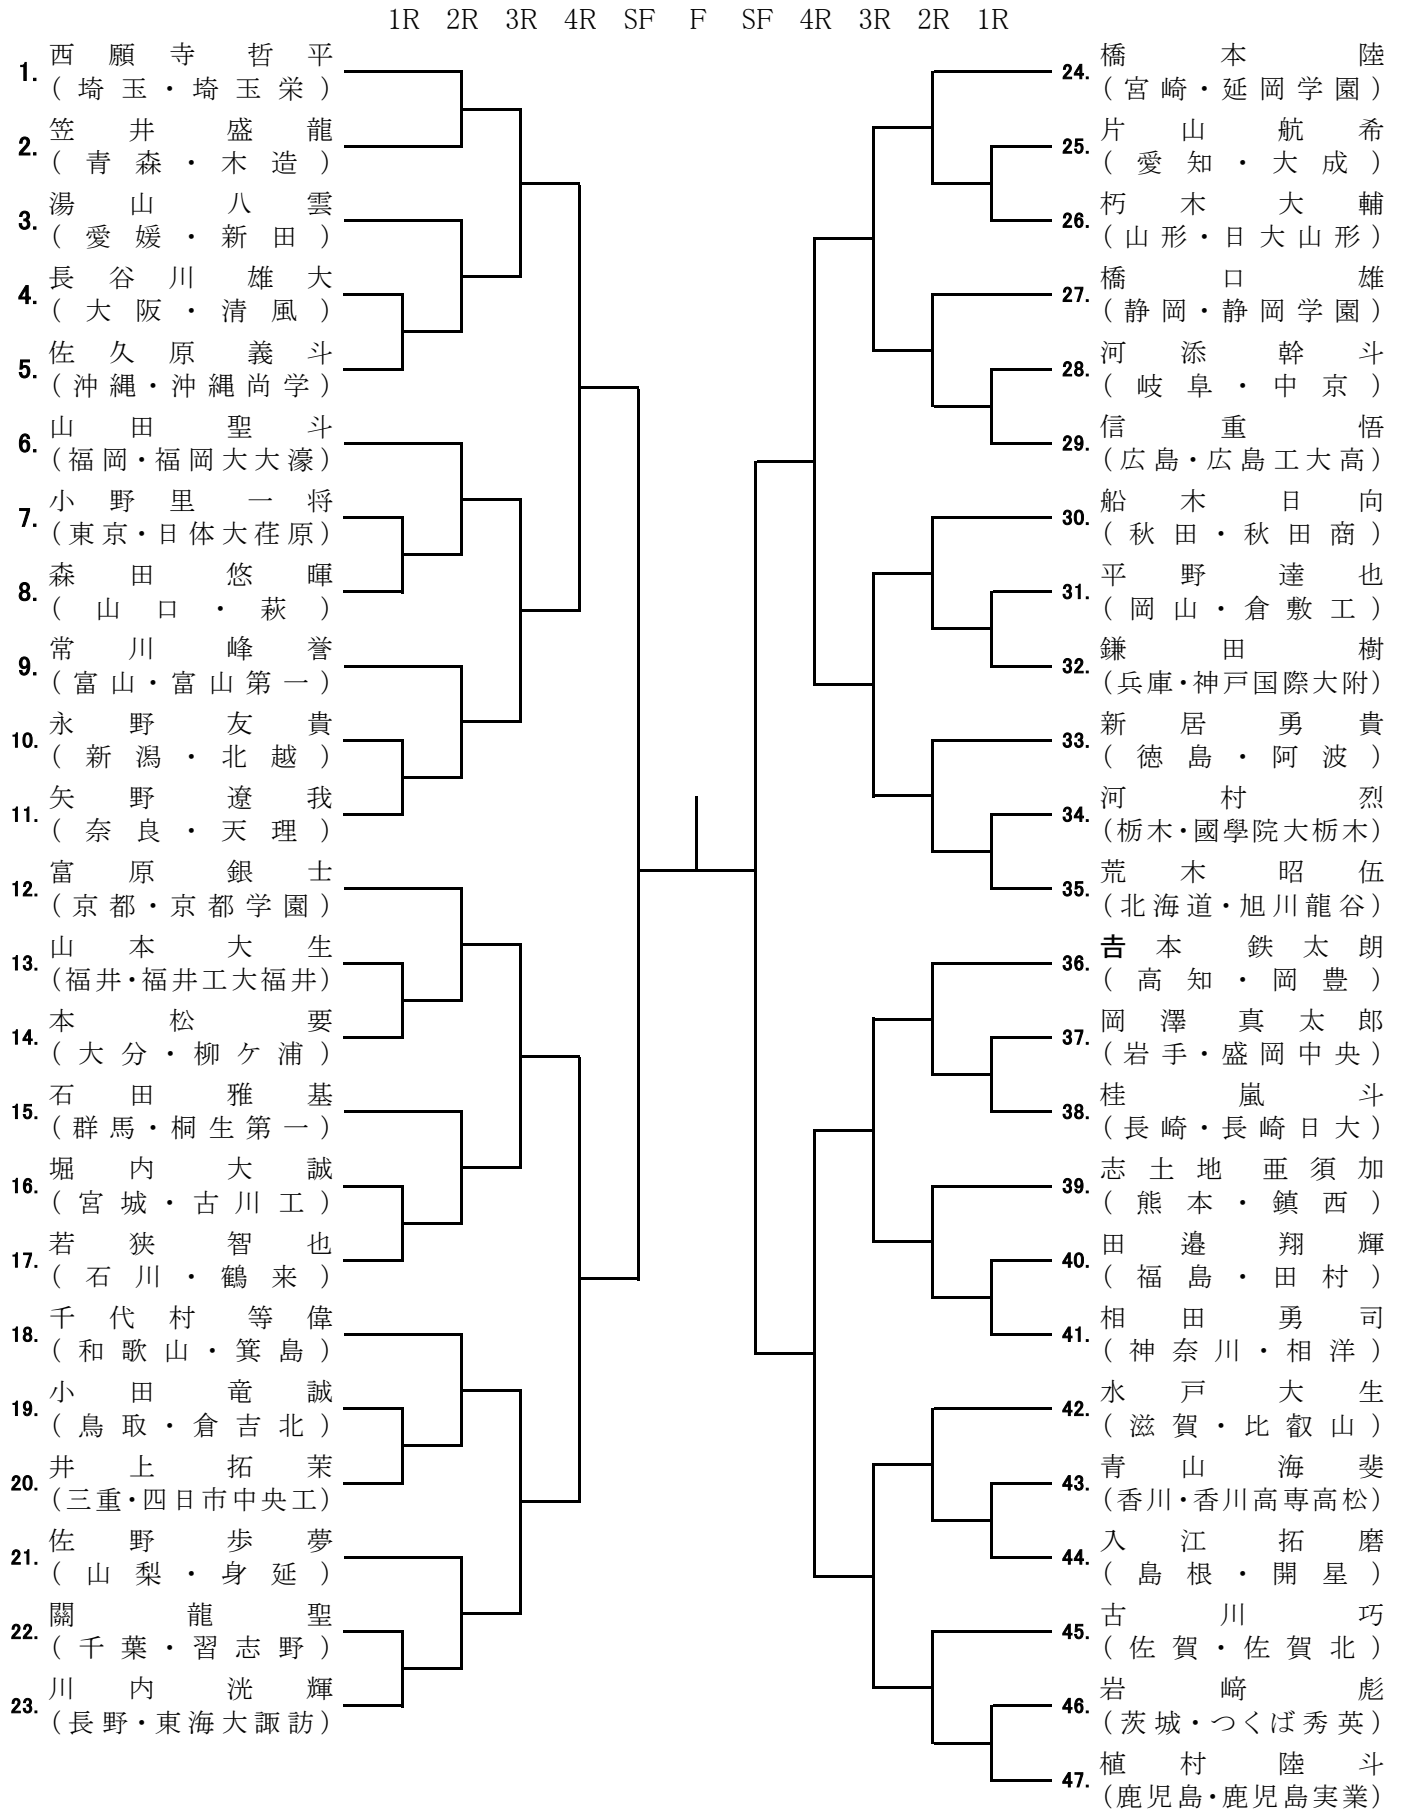 1R 2R 3R 4R SF F SF 4R 3R 2R 1R
1. 西願寺 哲平
(埼玉・埼玉栄)
2. 笠井 盛龍
(青森・木造)
3. 湯山 八雲
(愛媛・新田)
4. 長谷川 雄大
(大阪・清風)
5. 佐久原 義斗
(沖縄・沖縄尚学)
6. 山田 聖斗
(福岡・福岡大大濠)
7. 小野里 一将
(東京・日体大荏原)
8. 森田 悠暉
(山口・萩)
9. 常川 峰誉
(富山・富山第一)
10. 永野 友貴
(新潟・北越)
11. 矢野 遼我
(奈良・天理)
12. 富原 銀士
(京都・京都学園)
13. 山本 大生
(福井・福井工大福井)
14. 本松 要
(大分・柳ケ浦)
15. 石田 雅基
(群馬・桐生第一)
16. 堀内 大誠
(宮城・古川工)
17. 若狭 智也
(石川・鶴来)
18. 千代村 等偉
(和歌山・箕島)
19. 小田 竜誠
(鳥取・倉吉北)
20. 井上 拓茉
(三重・四日市中央工)
21. 佐野 歩夢
(山梨・身延)
22. 關 龍聖
(千葉・習志野)
23. 川内 洸輝
(長野・東海大諏訪)
24. 橋本 陸
(宮崎・延岡学園)
25. 片山 航希
(愛知・大成)
26. 朽木 大輔
(山形・日大山形)
27. 橋口 雄
(静岡・静岡学園)
28. 河添 幹斗
(岐阜・中京)
29. 信重 悟
(広島・広島工大高)
30. 船木 日向
(秋田・秋田商)
31. 平野 達也
(岡山・倉敷工)
32. 鎌田 樹
(兵庫・神戸国際大附)
33. 新居 勇貴
(徳島・阿波)
34. 河村 烈
(栃木・國學院大栃木)
35. 荒木 昭伍
(北海道・旭川龍谷)
36. 𠮷本 鉄太朗
(高知・岡豊)
37. 岡澤 真太郎
(岩手・盛岡中央)
38. 桂 嵐斗
(長崎・長崎日大)
39. 志土地 亜須加
(熊本・鎮西)
40. 田邉 翔輝
(福島・田村)
41. 相田 勇司
(神奈川・相洋)
42. 水戸 大生
(滋賀・比叡山)
43. 青山 海斐
(香川・香川高専高松)
44. 入江 拓磨
(島根・開星)
45. 古川 巧
(佐賀・佐賀北)
46. 岩﨑 彪
(茨城・つくば秀英)
47. 植村 陸斗
(鹿児島・鹿児島実業)